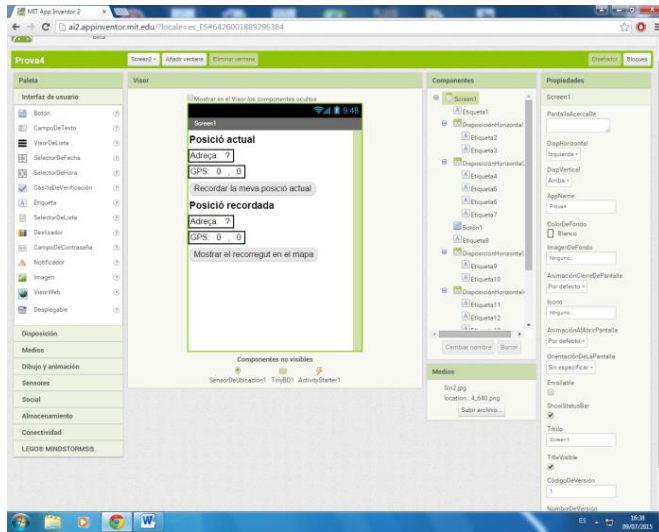 MIT App Inventor 2
ai2.appinventor.mit.edu/?locale=es_ES#6426001889296384
Prova4
Screen2
Añadir ventana
Eliminar ventana
Diseñador
Bloques
Paleta
Interfaz de usuario
Botón
CampoDeTexto
VisorDeLista
SelectorDeFecha
SelectorDeHora
CasillaDeVerificación
Etiqueta
SelectorDeLista
Deslizador
CampoDeContraseña
Notificador
Imagen
VisorWeb
Desplegable
Disposición
Medios
Dibujo y animación
Sensores
Social
Almacenamiento
Conectividad
LEGO® MINDSTORMS®
Visor
Mostrar en el Visor los componentes ocultos
9:48
Screen1
Posició actual
Adreça: ?
GPS: 0 , 0
Recordar la meva posició actual
Posició recordada
Adreça: ?
GPS: 0 , 0
Mostrar el recorregut en el mapa
Componentes no visibles
SensorDeUbicación1 TinyBD1 ActivityStarter1
Componentes
Screen1
Etiqueta1
DisposiciónHorizontal
Etiqueta2
Etiqueta3
DisposiciónHorizontal
Etiqueta4
Etiqueta5
Etiqueta6
Etiqueta7
Botón1
Etiqueta8
DisposiciónHorizontal
Etiqueta9
Etiqueta10
DisposiciónHorizontal
Etiqueta11
Etiqueta12
Cambiar nombre
Borrar
Medios
Sin2.jpg
location..4_640.png
Subir archivo...
Propiedades
Screen1
PantallaAcercaDe
DispHorizontal
Izquierda
DispVertical
Arriba
AppName
Prova4
ColorDeFondo
Blanco
ImagenDeFondo
Ninguno...
AnimaciónCierreDePantalla
Por defecto
Icono
Ninguno...
AnimaciónAlAbrirPantalla
Por defecto
OrientaciónDeLaPantalla
Sin especificar
Enrollable
ShowStatusBar
Título
Screen1
TitleVisible
CódigoDeVersión
1
NombreDeVersión
ES
16:38
09/07/2015